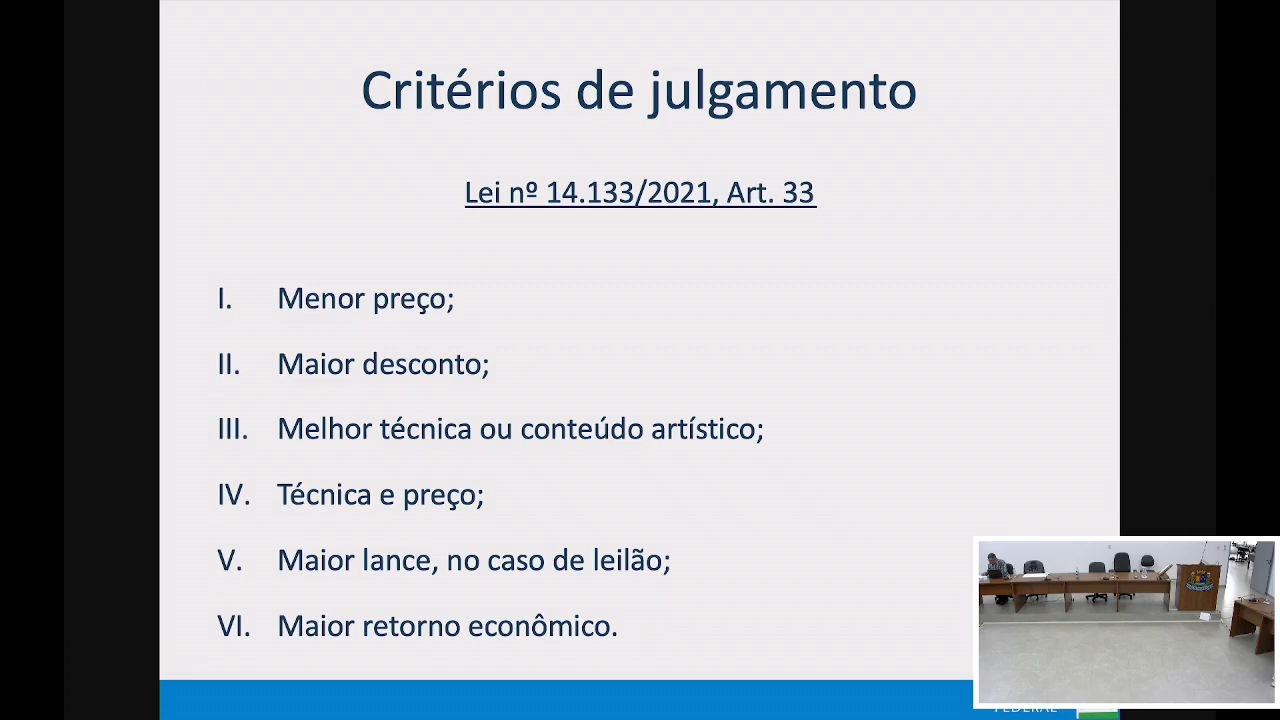 Critérios de julgamento
Lei nº 14.133/2021, Art. 33
I. Menor preço;
II. Maior desconto;
III. Melhor técnica ou conteúdo artístico;
IV. Técnica e preço;
V. Maior lance, no caso de leilão;
VI. Maior retorno econômico.